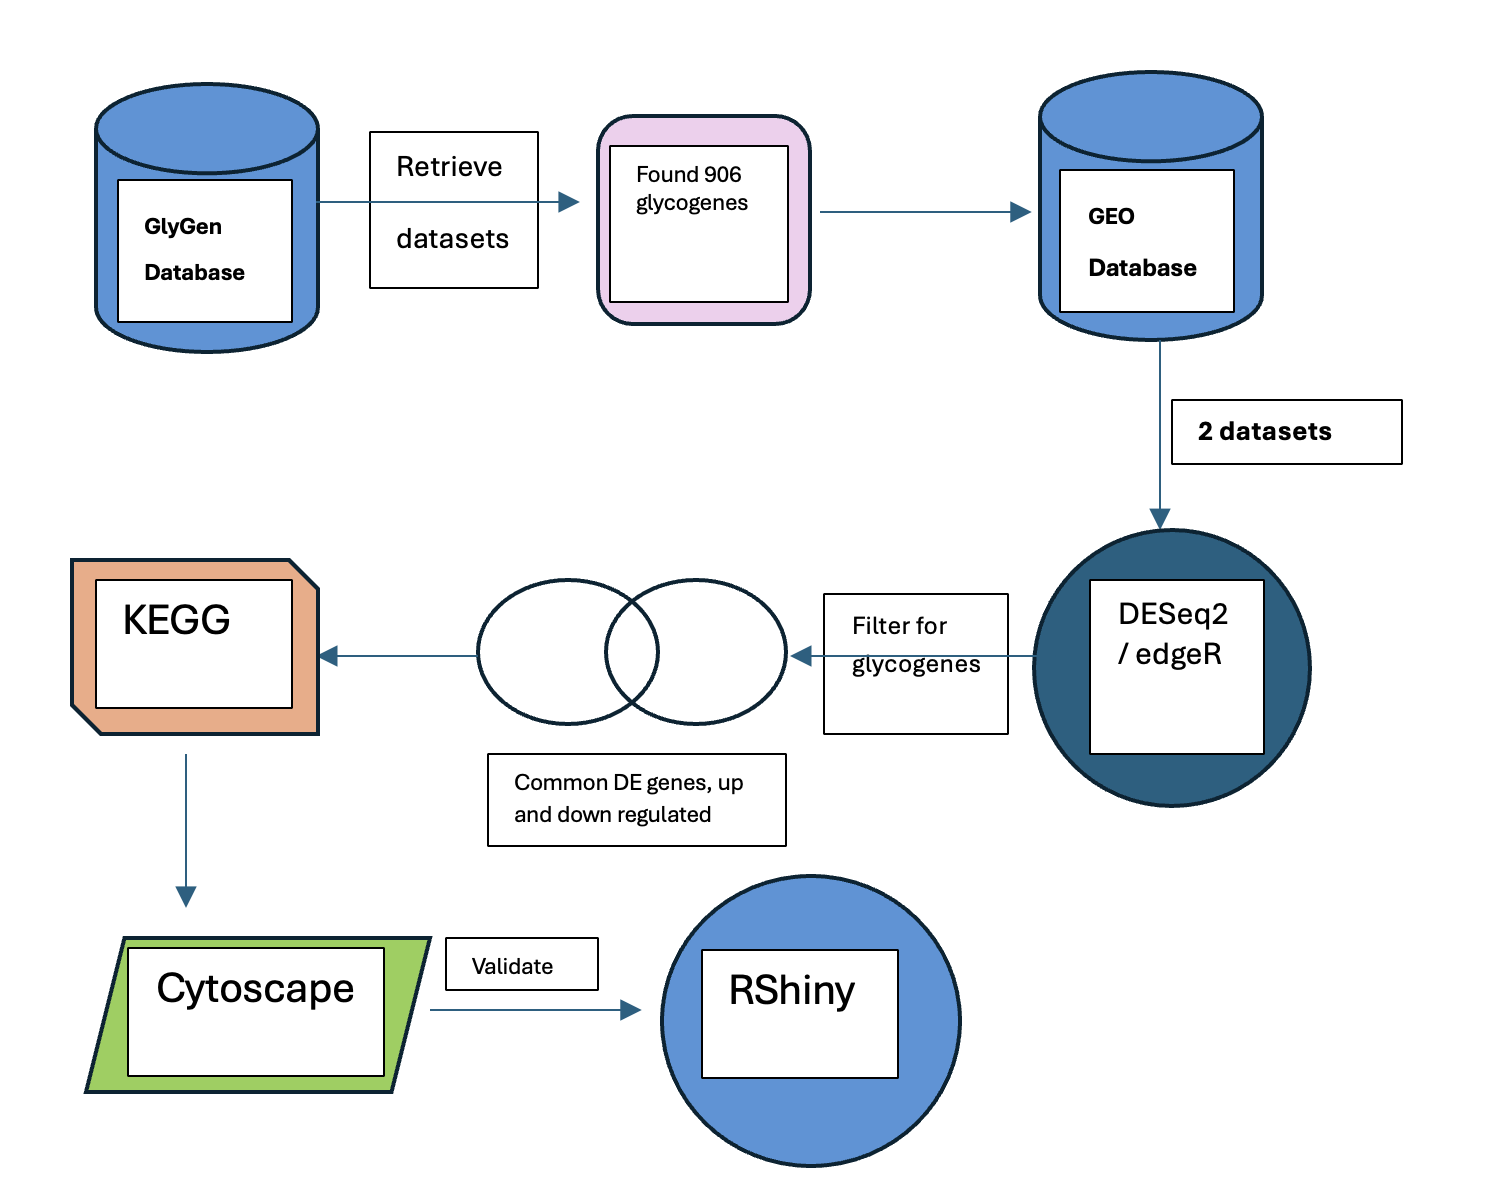 GlyGen
Database
Retrieve
datasets
Found 906
glycogenes
GEO
Database
2 datasets
DESeq2
/ edgeR
Filter for
glycogenes
Common DE genes, up
and down regulated
KEGG
Cytoscape
Validate
RShiny